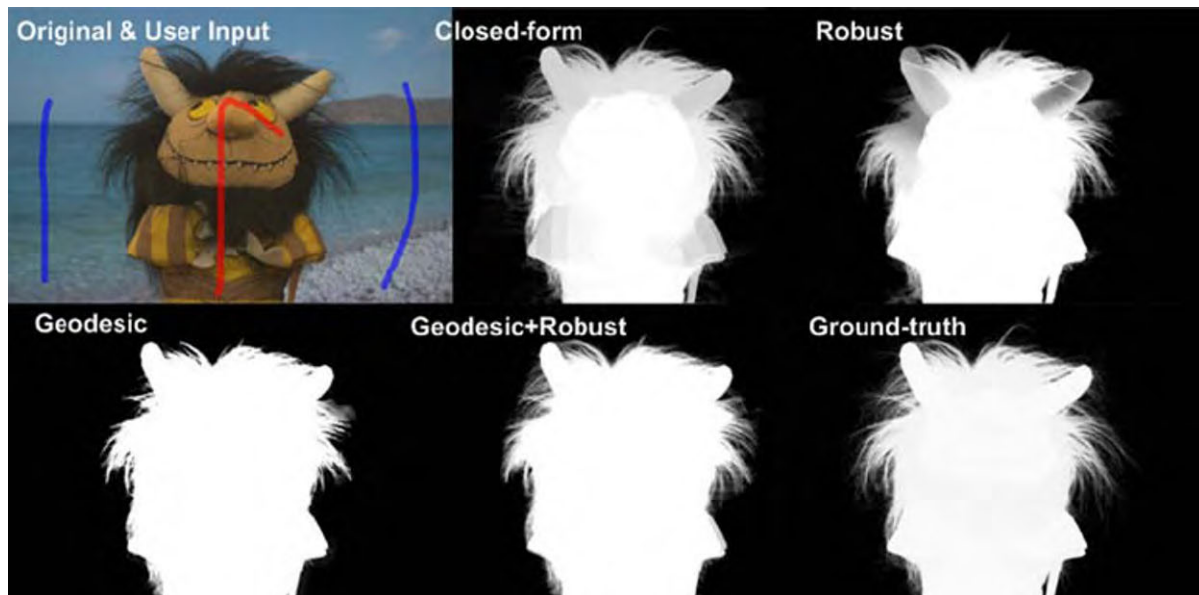 Original & User Input
Closed-form
Robust
Geodesic
Geodesic+Robust
Ground-truth